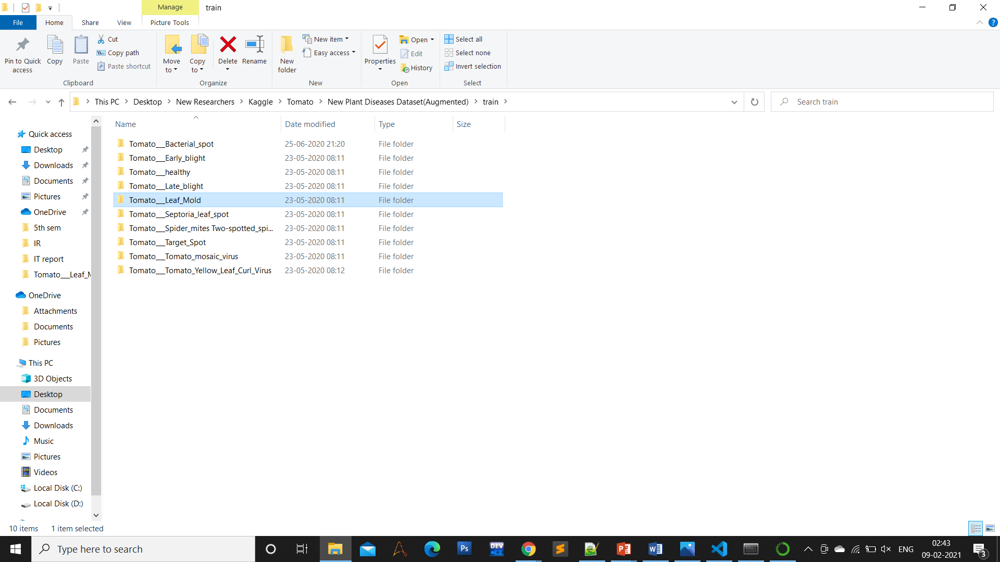 Manage train
File Home Share View Picture Tools
Pin to Quick access
Copy
Paste
Cut
Copy path
Paste shortcut
Clipboard
Move to
Copy to
Delete
Rename
Organize
New folder
New item
Easy access
New
Properties
Open
Edit
History
Open
Select all
Select none
Invert selection
Select
This PC Desktop New Researchers Kaggle Tomato New Plant Diseases Dataset(Augmented) train
Search train
Quick access
Desktop
Downloads
Documents
Pictures
OneDrive
5th sem
IR
IT report
Tomato___Leaf_M
OneDrive
Attachments
Documents
Pictures
This PC
3D Objects
Desktop
Documents
Downloads
Music
Pictures
Videos
Local Disk (C:)
Local Disk (D:)
Name Date modified Type Size
Tomato___Bacterial_spot 25-06-2020 21:20 File folder
Tomato___Early_blight 23-05-2020 08:11 File folder
Tomato___healthy 23-05-2020 08:11 File folder
Tomato___Late_blight 23-05-2020 08:11 File folder
Tomato___Leaf_Mold 23-05-2020 08:11 File folder
Tomato___Septoria_leaf_spot 23-05-2020 08:11 File folder
Tomato___Spider_mites Two-spotted_spi... 23-05-2020 08:11 File folder
Tomato___Target_Spot 23-05-2020 08:11 File folder
Tomato___Tomato_mosaic_virus 23-05-2020 08:11 File folder
Tomato___Tomato_Yellow_Leaf_Curl_Virus 23-05-2020 08:12 File folder
10 items 1 item selected
Type here to search
Ps
DEV
ENG
02:43
09-02-2021
3